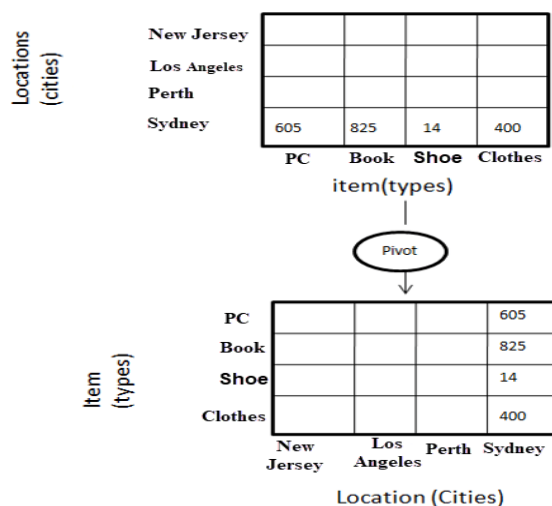 Locations
(cities)
New Jersey
Los Angeles
Perth
Sydney
605 825 14 400
PC Book Shoe Clothes
item(types)
Pivot
Item
(types)
PC
Book
Shoe
Clothes
605
825
14
400
New Jersey
Los Angeles
Perth
Sydney
Location (Cities)